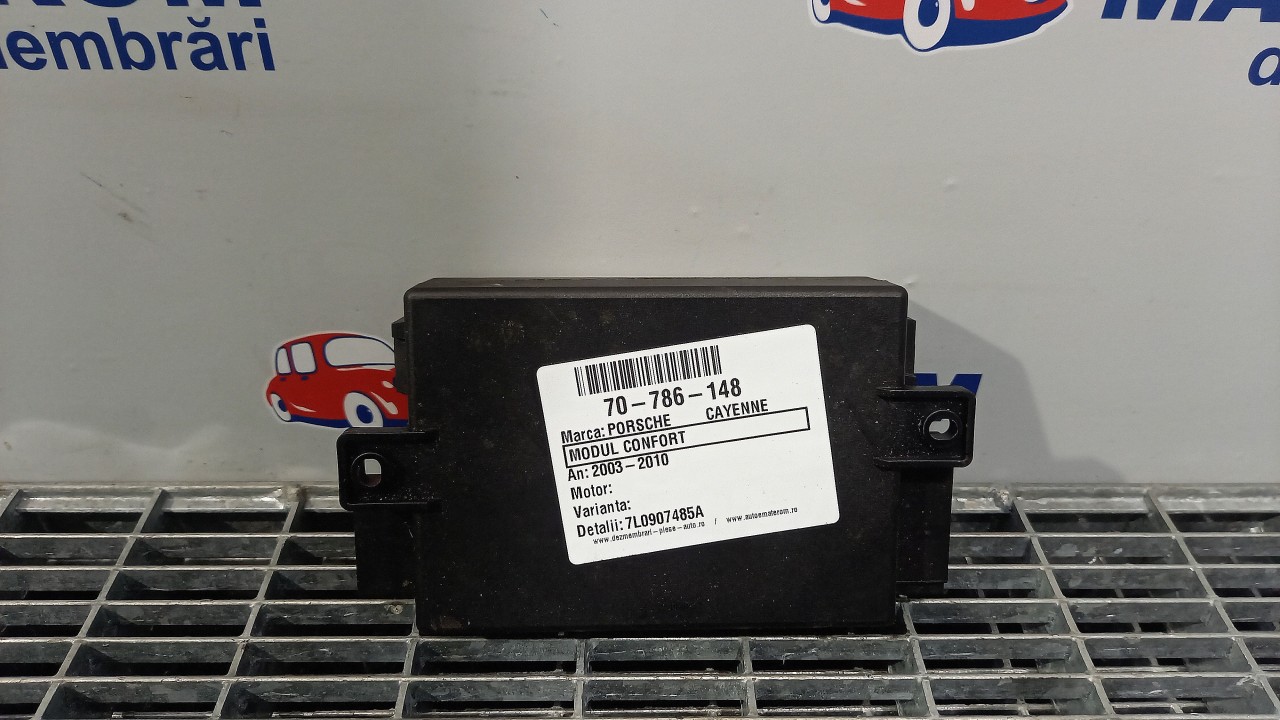 embrări
MA
d
70-786-148
Marca: PORSCHE CAYENNE
MODUL CONFORT
An: 2003-2010
Motor:
Varianta:
Detalii: 7L0907485A
www.dezmembrari-piese-auto.ro / www.autoematerom.ro
M